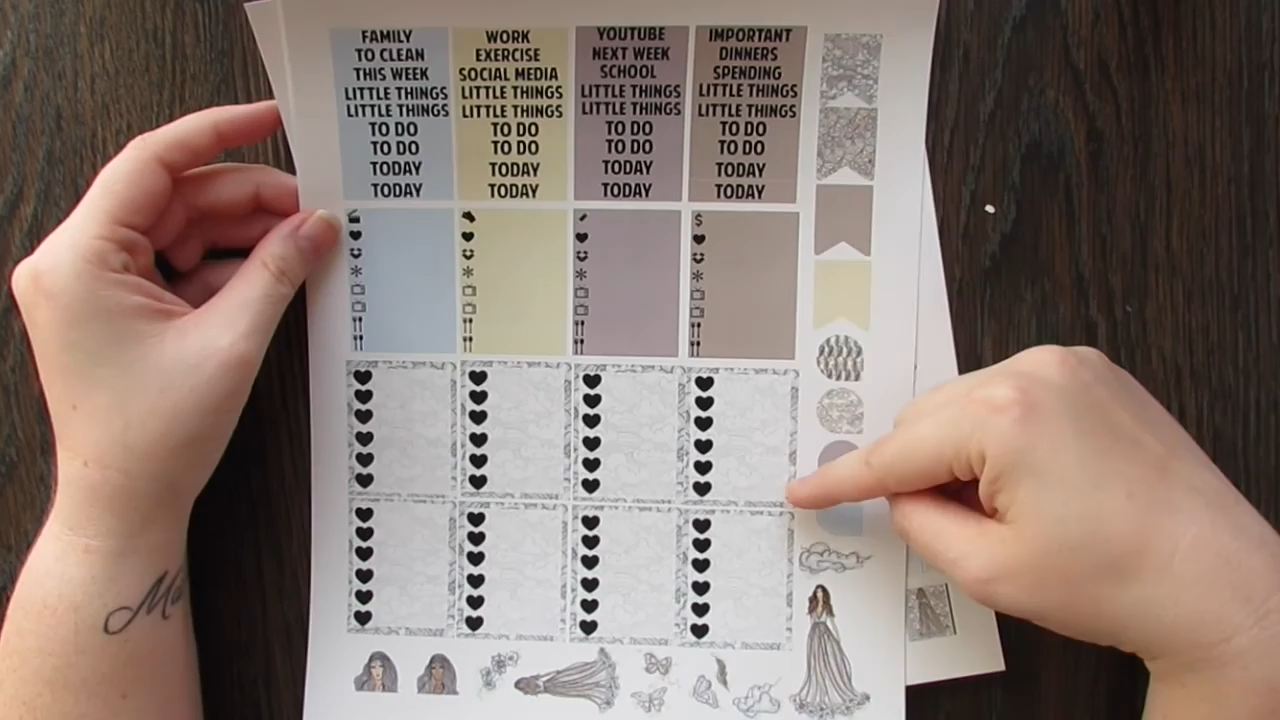 FAMILY
TO CLEAN
THIS WEEK
LITTLE THINGS
LITTLE THINGS
TO DO
TO DO
TODAY
TODAY
WORK
EXERCISE
SOCIAL MEDIA
LITTLE THINGS
LITTLE THINGS
TO DO
TO DO
TODAY
TODAY
YOUTUBE
NEXT WEEK
SCHOOL
LITTLE THINGS
LITTLE THINGS
TO DO
TO DO
TODAY
TODAY
IMPORTANT
DINNERS
SPENDING
LITTLE THINGS
LITTLE THINGS
TO DO
TO DO
TODAY
TODAY
$